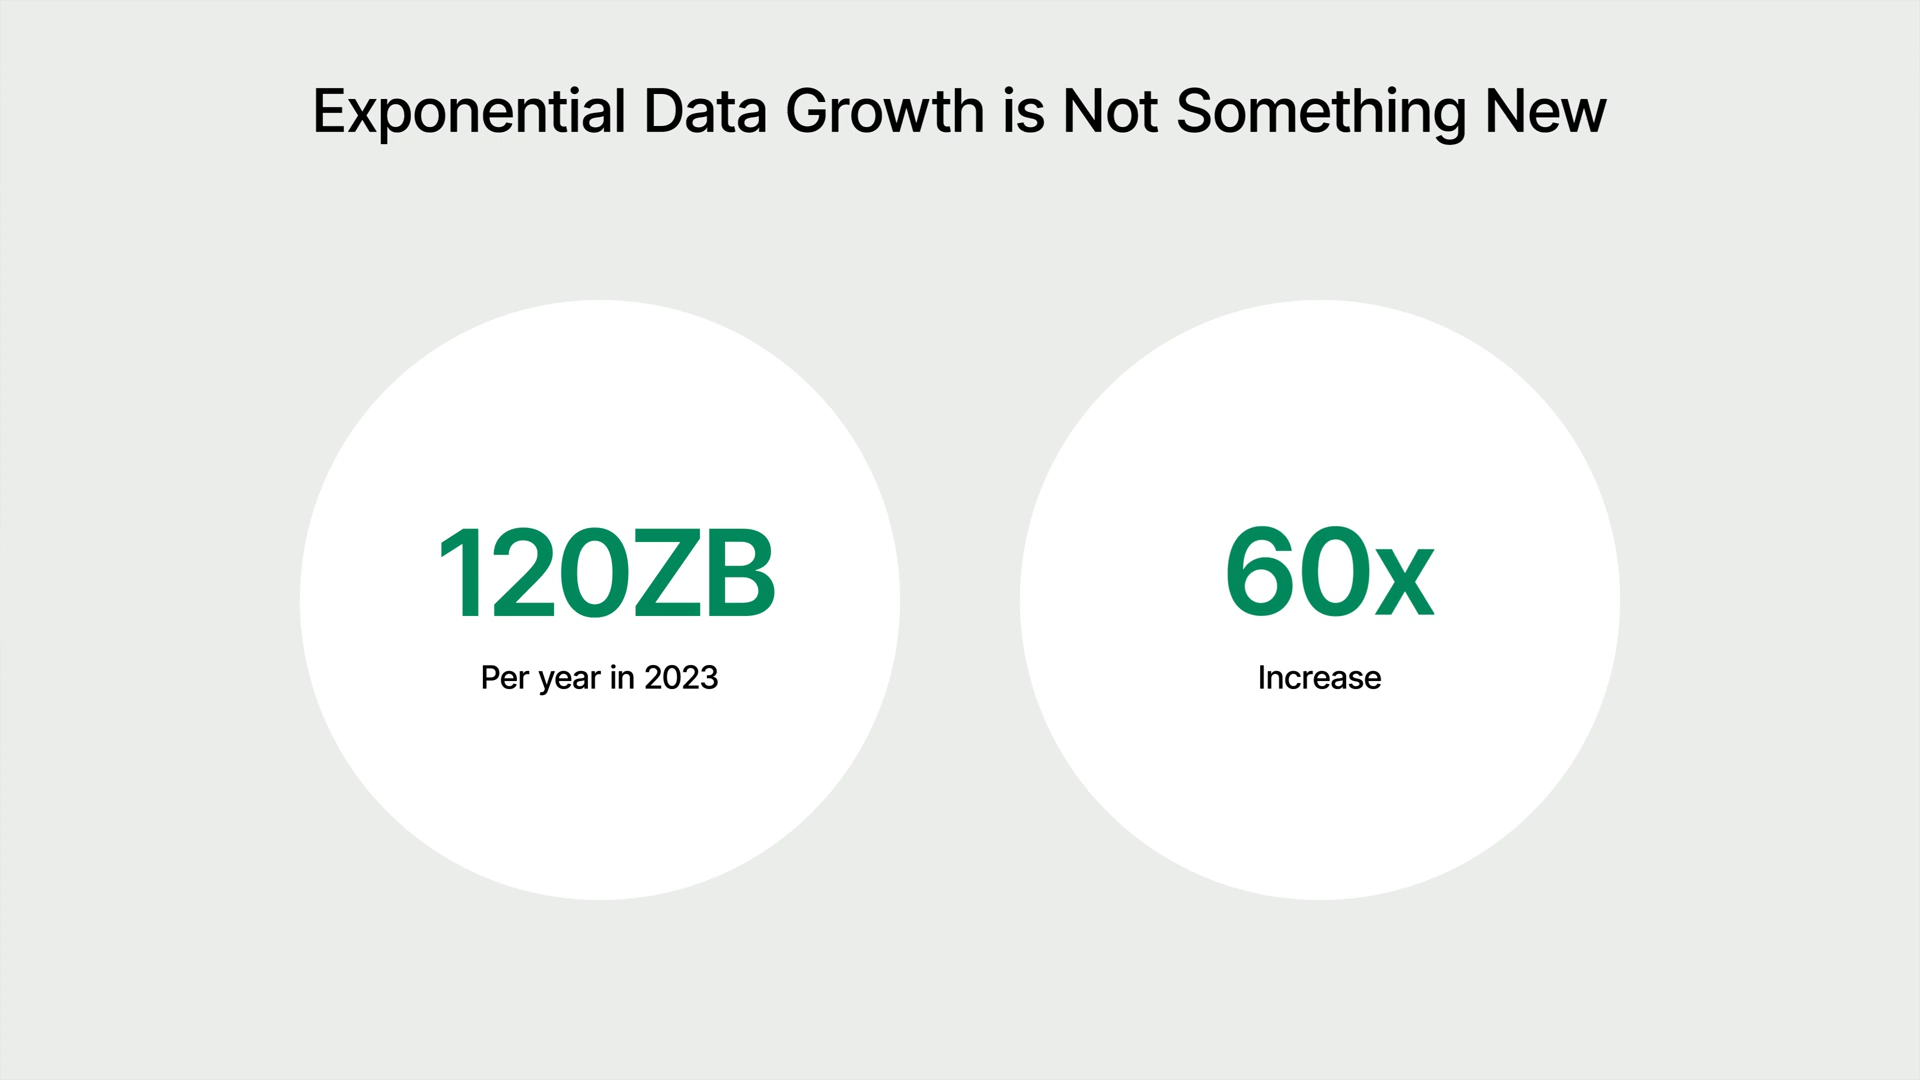 Exponential Data Growth is Not Something New
120ZB
Per year in 2023
60x
Increase